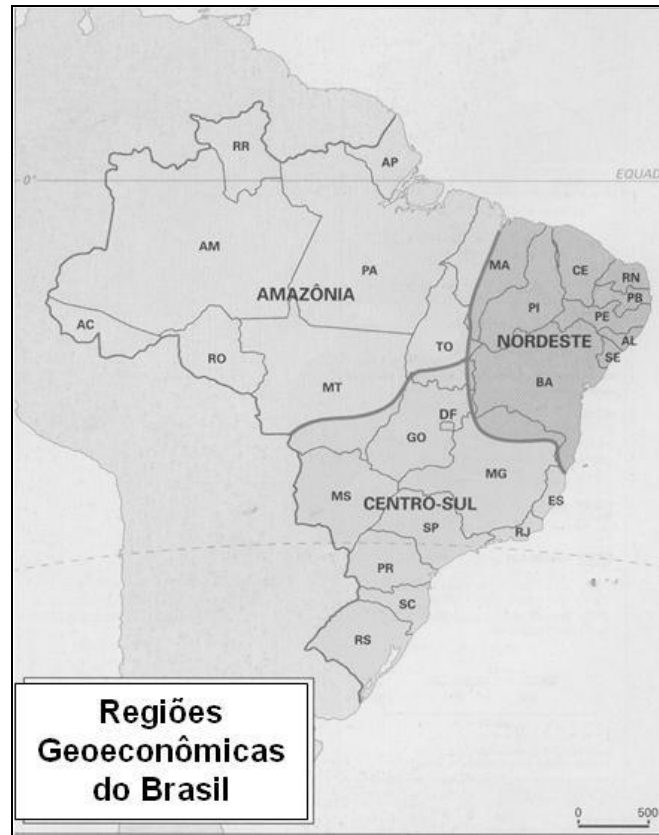 RR
AP
0°
EQUAD
AM
PA
MA
CE
RN
PB
AMAZÔNIA
PI
PE
AL
AC
TO
NORDESTE
SE
RO
MT
BA
DF
GO
MG
MS
CENTRO-SUL
ES
SP
RJ
PR
SC
RS
Regiões
Geoeconômicas
do Brasil
0 500